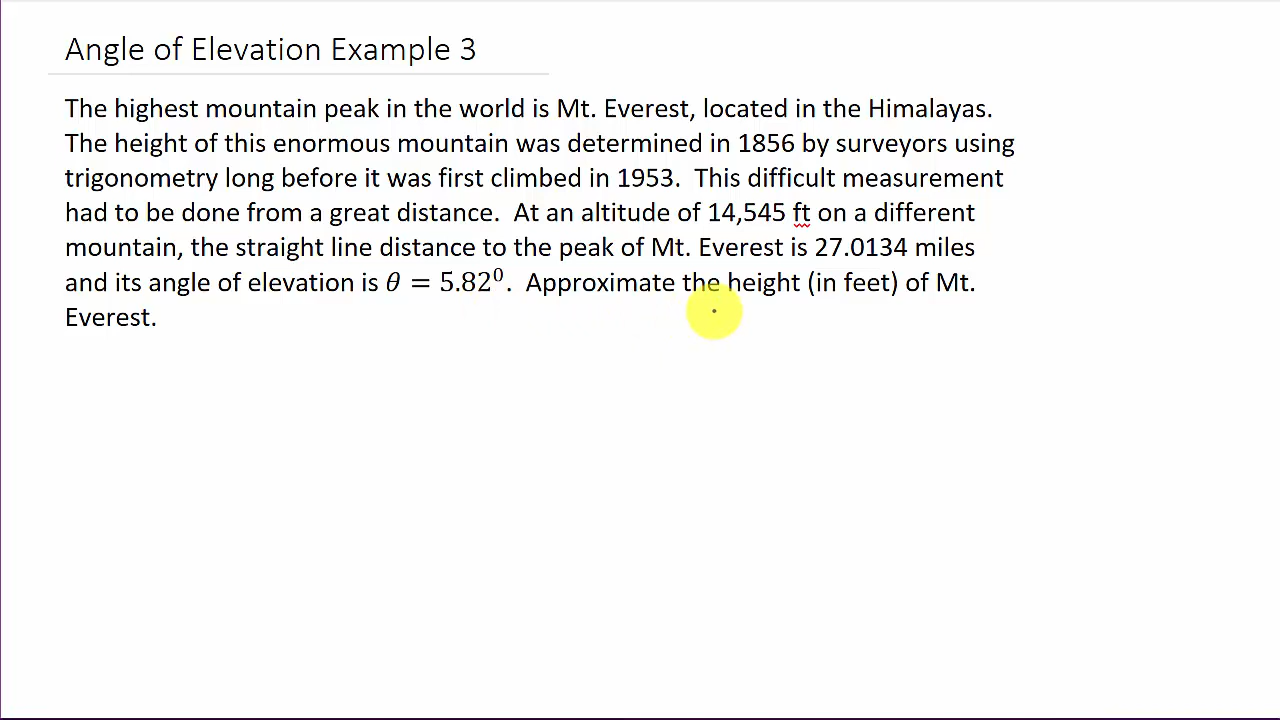 Angle of Elevation Example 3
The highest mountain peak in the world is Mt. Everest, located in the Himalayas.
The height of this enormous mountain was determined in 1856 by surveyors using
trigonometry long before it was first climbed in 1953.  This difficult measurement
had to be done from a great distance.  At an altitude of 14,545 ft on a different
mountain, the straight line distance to the peak of Mt. Everest is 27.0134 miles
and its angle of elevation is θ = 5.82⁰.  Approximate the height (in feet) of Mt.
Everest.